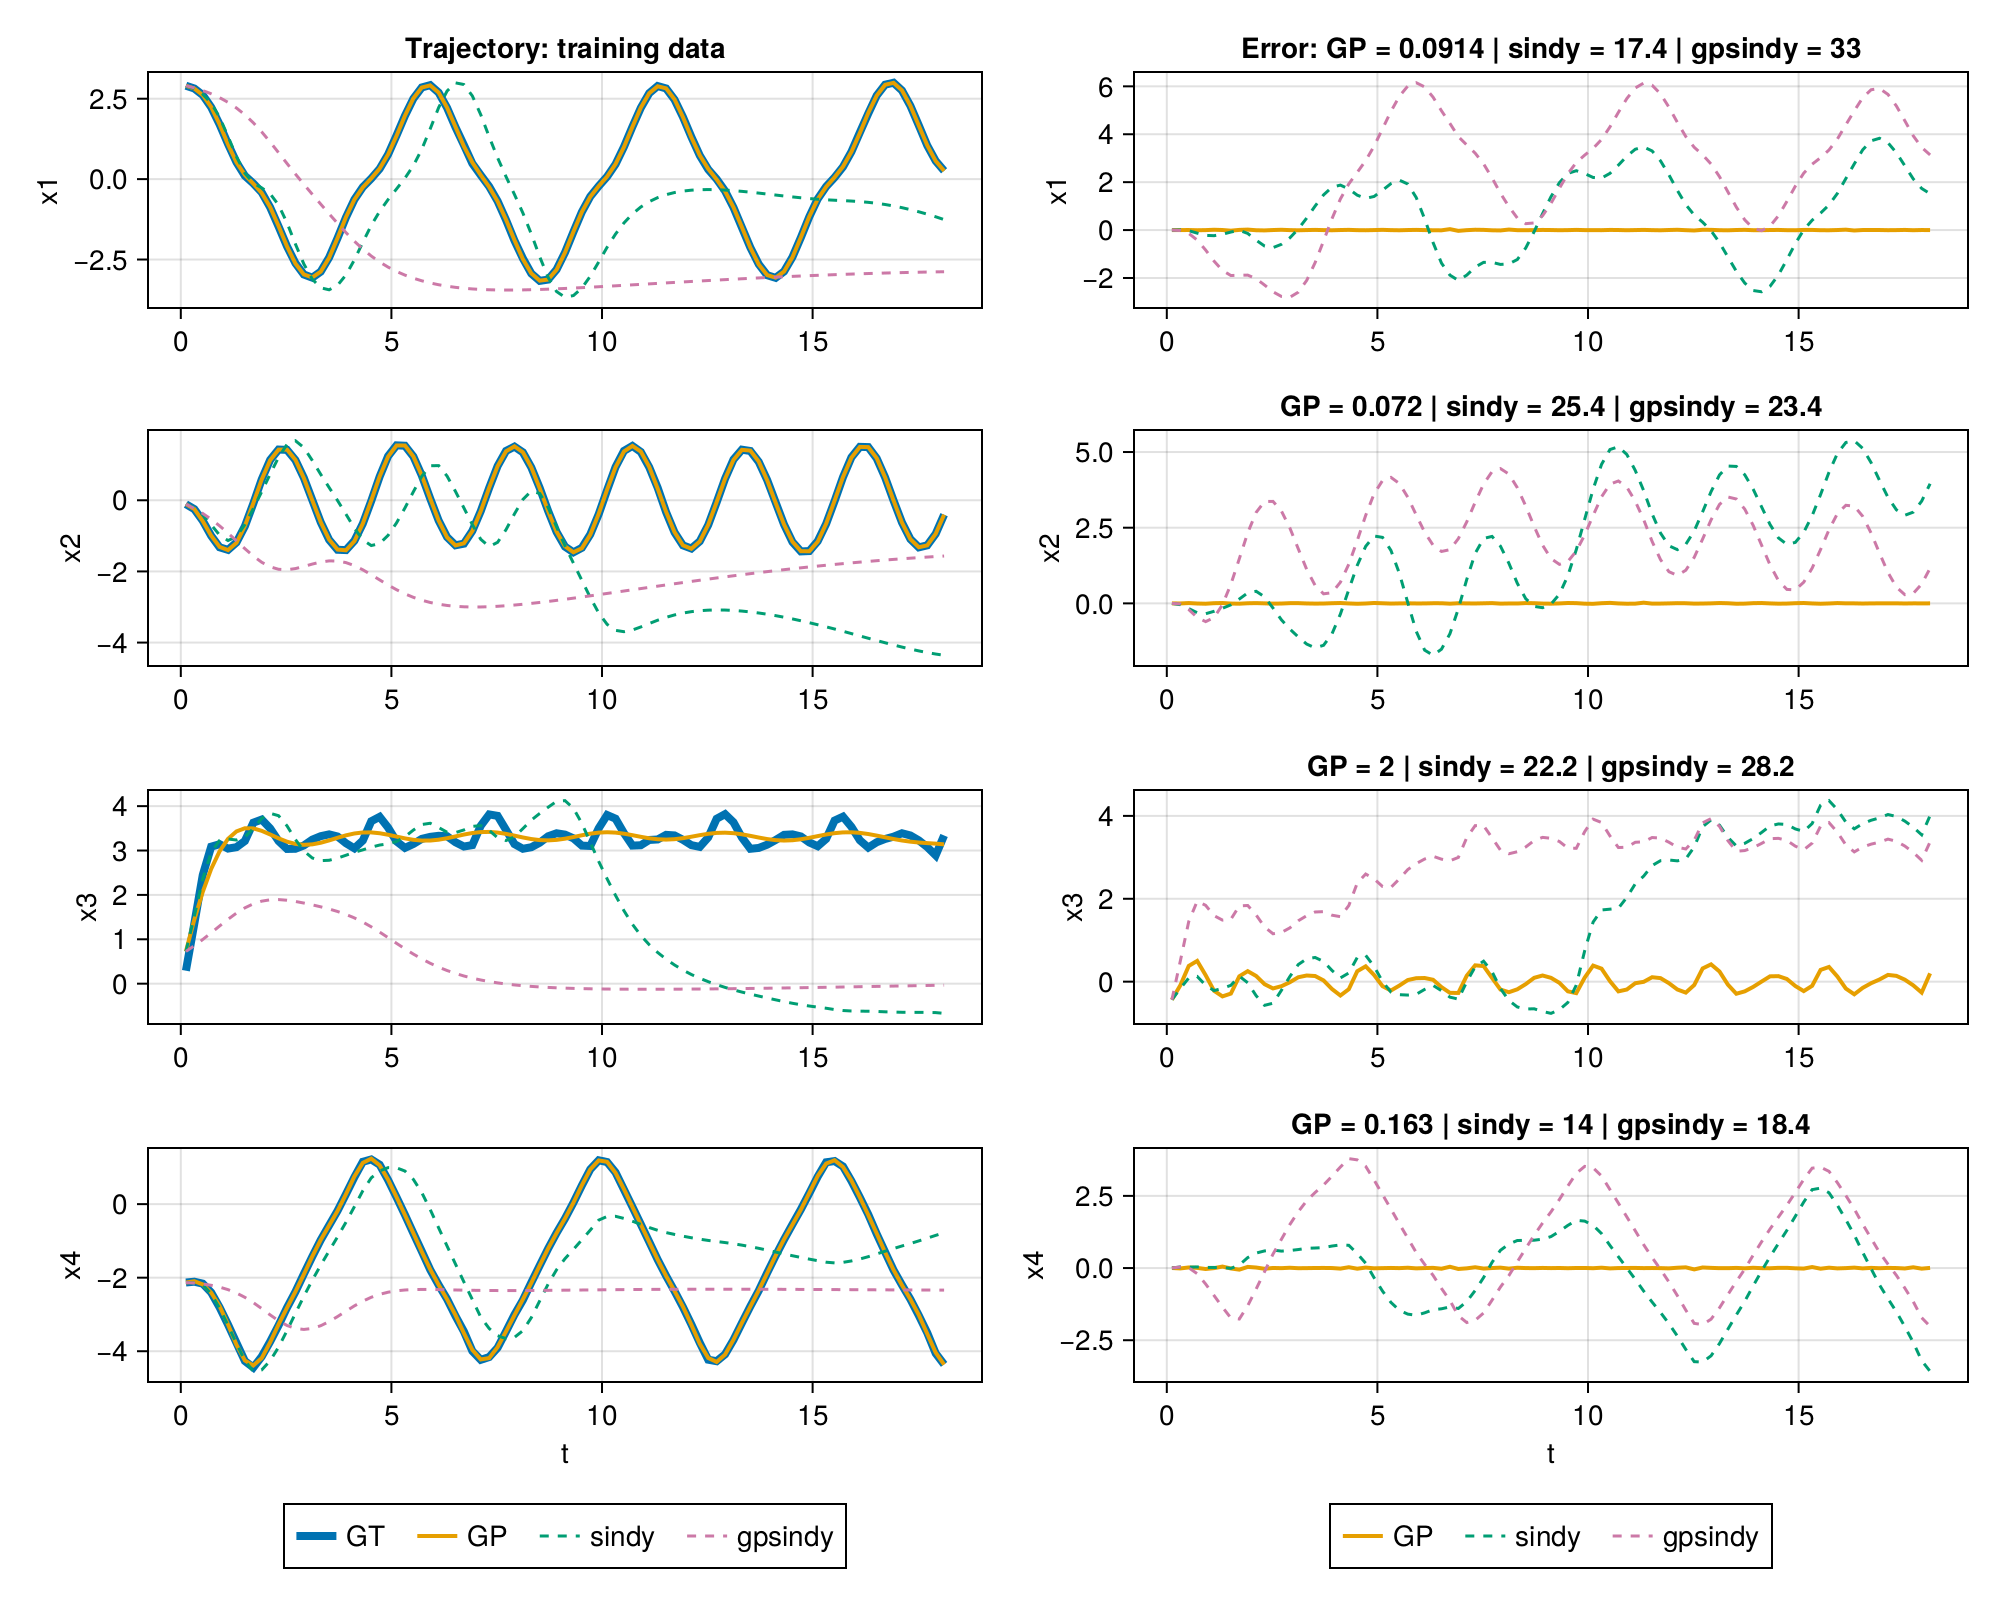 Trajectory: training data
x1
2.5
0.0
−2.5
0 5 10 15
Error: GP = 0.0914 | sindy = 17.4 | gpsindy = 33
x1
6
4
2
0
−2
0 5 10 15
x2
0
−2
−4
0 5 10 15
GP = 0.072 | sindy = 25.4 | gpsindy = 23.4
x2
5.0
2.5
0.0
0 5 10 15
x3
4
3
2
1
0
0 5 10 15
GP = 2 | sindy = 22.2 | gpsindy = 28.2
x3
4
2
0
0 5 10 15
x4
0
−2
−4
0 5 10 15
t
GP = 0.163 | sindy = 14 | gpsindy = 18.4
x4
2.5
0.0
−2.5
0 5 10 15
t
GT GP sindy gpsindy
GP sindy gpsindy